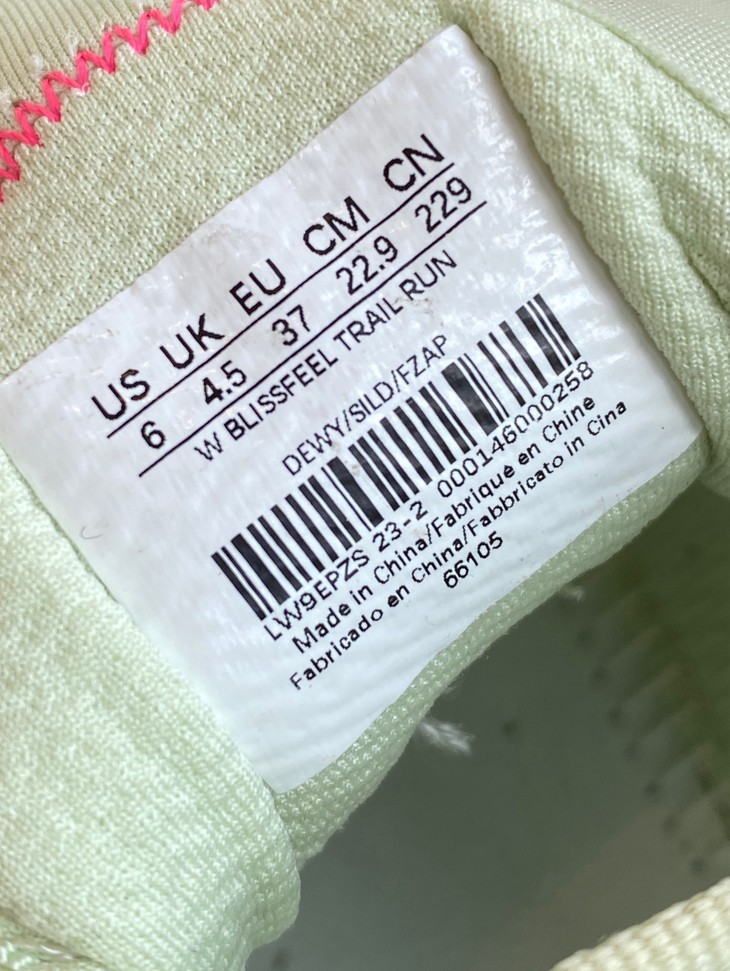 US UK EU CM CN
6 4.5 37 22.9 229
W BLISSFEEL TRAIL RUN
DEWY/SILD/FZAP
LW9EPZS 23-2 000146000258
Made in China/Fabriqué en Chine
Fabricado en China/Fabbricato in Cina
66105